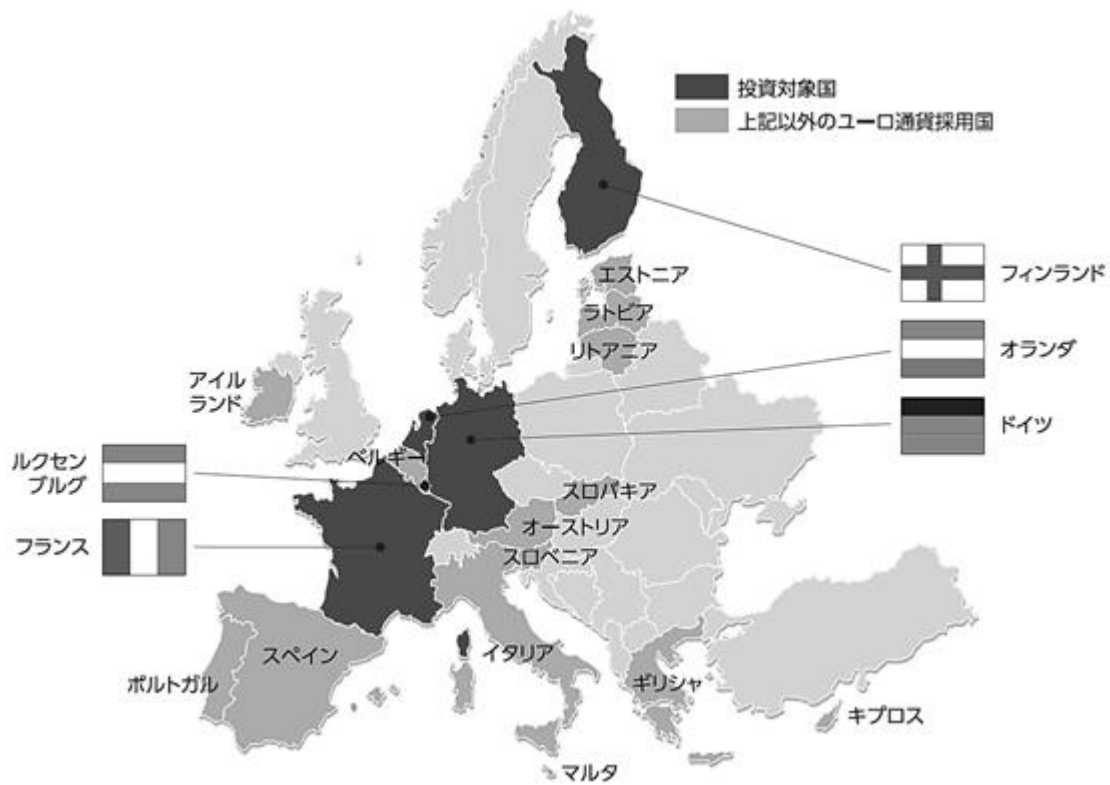 投資対象国
上記以外のユーロ通貨採用国
フィンランド
エストニア
ラトビア
リトアニア
オランダ
アイル
ランド
ドイツ
ベルギー
ルクセン
ブルグ
スロバキア
オーストリア
フランス
スロベニア
スペイン
イタリア
ポルトガル
ギリシャ
キプロス
マルタ